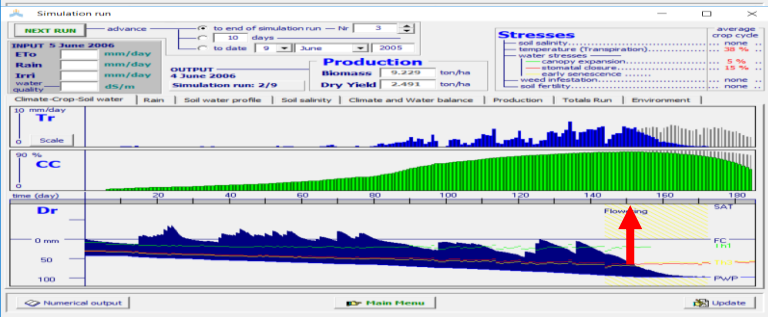 Simulation run
NEXT RUN
advance
to end of simulation run — Nr 3
10 days
to date 9 June 2005
INPUT 5 June 2006
ETo mm/day
Rain mm/day
Irri mm/day
water quality dS/m
OUTPUT
4 June 2006
Simulation run: 2/9
Production
Biomass 9.229 ton/ha
Dry Yield 2.491 ton/ha
Stresses
average
crop cycle
soil salinity none
temperature (Transpiration) 38 %
water stresses
canopy expansion 5 %
stomatal closure 15 %
early senescence
weed infestation none
soil fertility none
Climate-Crop-Soil water | Rain | Soil water profile | Soil salinity | Climate and Water balance | Production | Totals Run | Environment
10 mm/day
Tr
Scale
0
90 %
CC
0
time (day) 20 40 60 80 100 120 140 160 180
Dr
Flowering
SAT
0 mm
FC
Th1
50
100
PWP
Numerical output
Main Menu
Update